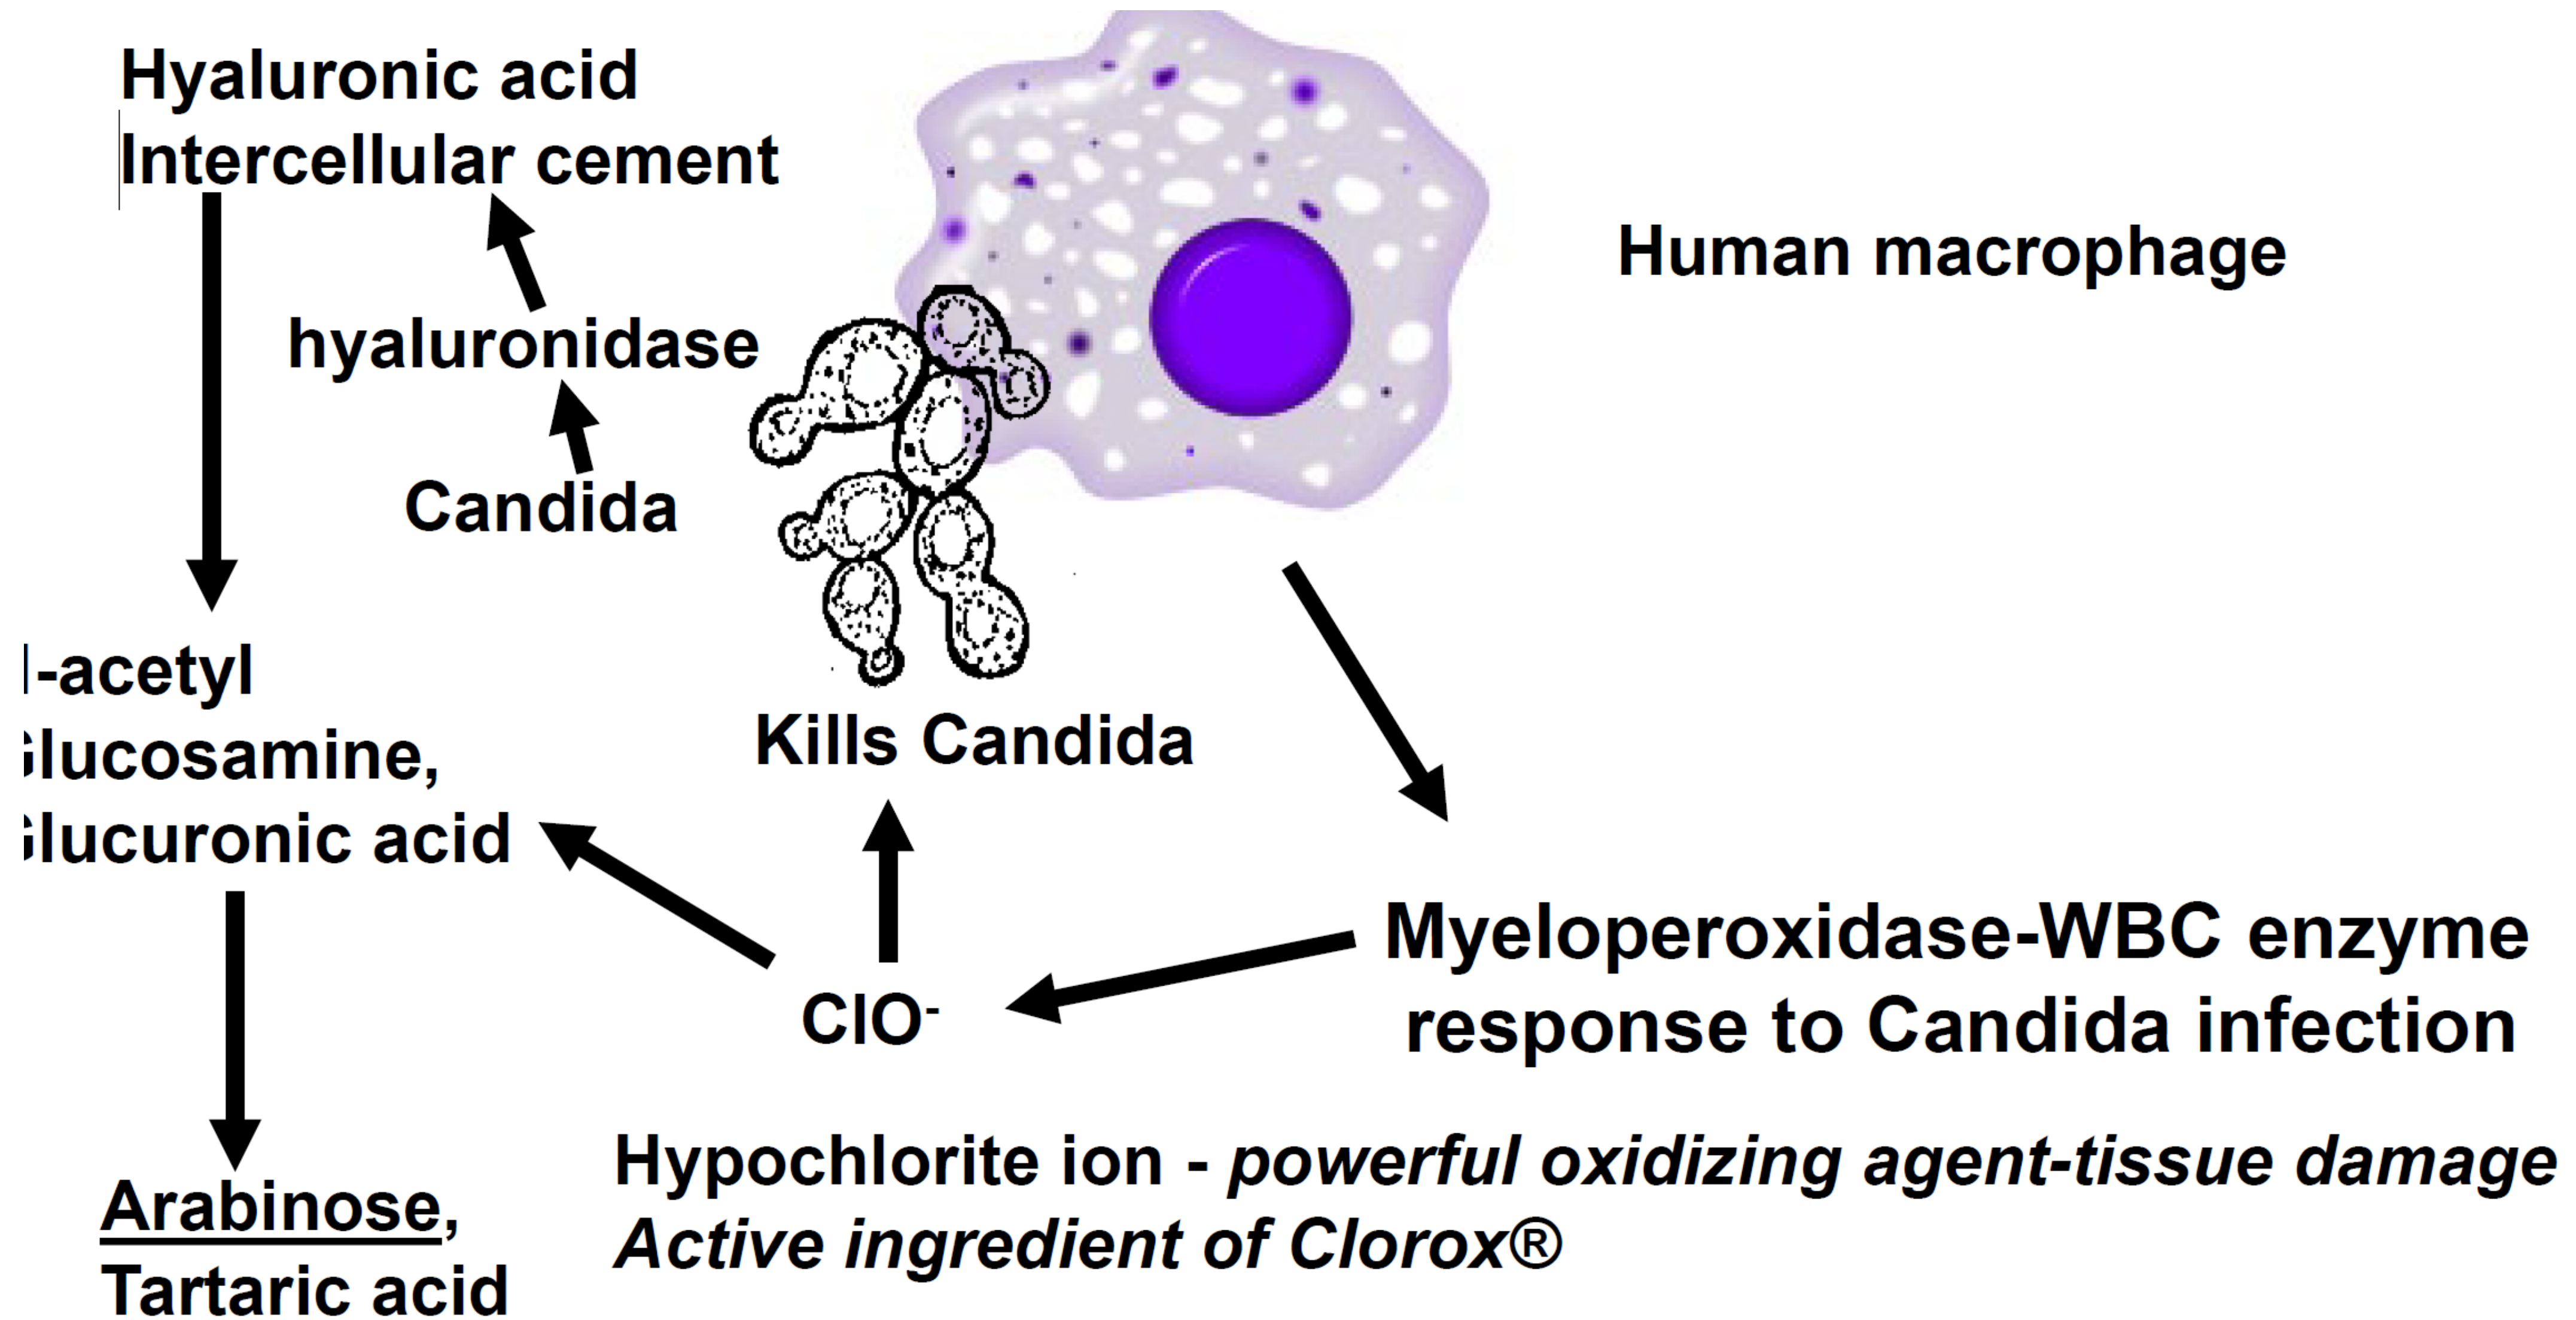 Hyaluronic acid
Intercellular cement
Human macrophage
hyaluronidase
Candida
-acetyl
lucosamine,
lucuronic acid
Kills Candida
Myeloperoxidase-WBC enzyme
response to Candida infection
ClO-
Hypochlorite ion - powerful oxidizing agent-tissue damage
Active ingredient of Clorox®
Arabinose,
Tartaric acid